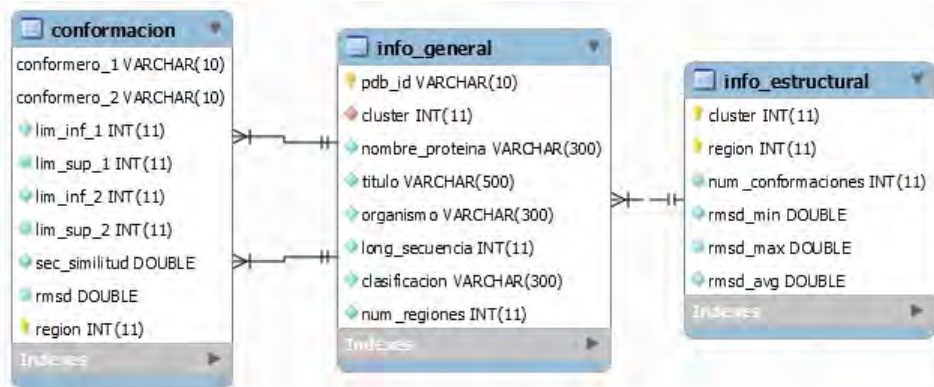 conformacion
conformero_1 VARCHAR(10)
conformero_2 VARCHAR(10)
lim_inf_1 INT(11)
lim_sup_1 INT(11)
lim_inf_2 INT(11)
lim_sup_2 INT(11)
sec_similitud DOUBLE
rmsd DOUBLE
region INT(11)
Indexes
info_general
pdb_id VARCHAR(10)
cluster INT(11)
nombre_proteina VARCHAR(300)
titulo VARCHAR(500)
organismo VARCHAR(300)
long_secuencia INT(11)
clasificacion VARCHAR(300)
num_regiones INT(11)
Indexes
info_estructural
cluster INT(11)
region INT(11)
num_conformaciones INT(11)
rmsd_min DOUBLE
rmsd_max DOUBLE
rmsd_avg DOUBLE
Indexes